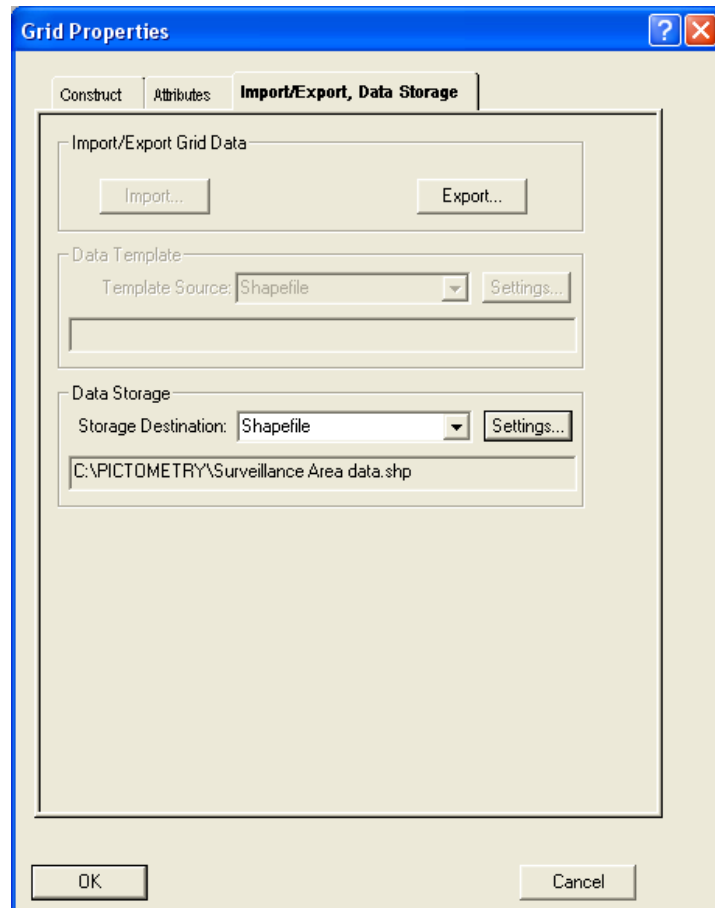 Grid Properties
Construct Attributes Import/Export, Data Storage
Import/Export Grid Data
Import... Export...
Data Template
Template Source: Shapefile Settings...
Data Storage
Storage Destination: Shapefile Settings...
C:\PICTOMETRY\Surveillance Area data.shp
OK Cancel